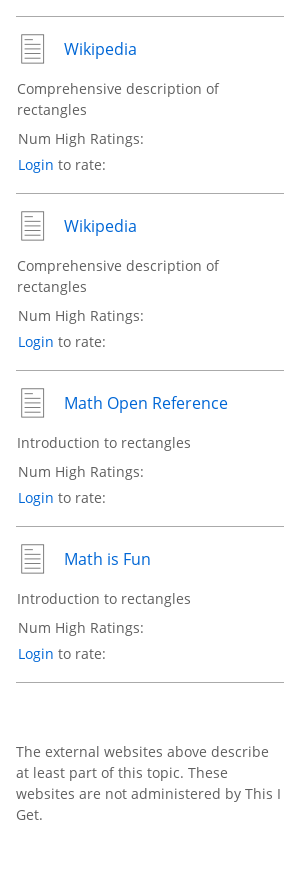 Wikipedia
Comprehensive description of
rectangles
Num High Ratings:
Login to rate:
Wikipedia
Comprehensive description of
rectangles
Num High Ratings:
Login to rate:
Math Open Reference
Introduction to rectangles
Num High Ratings:
Login to rate:
Math is Fun
Introduction to rectangles
Num High Ratings:
Login to rate:
The external websites above describe
at least part of this topic. These
websites are not administered by This I
Get.